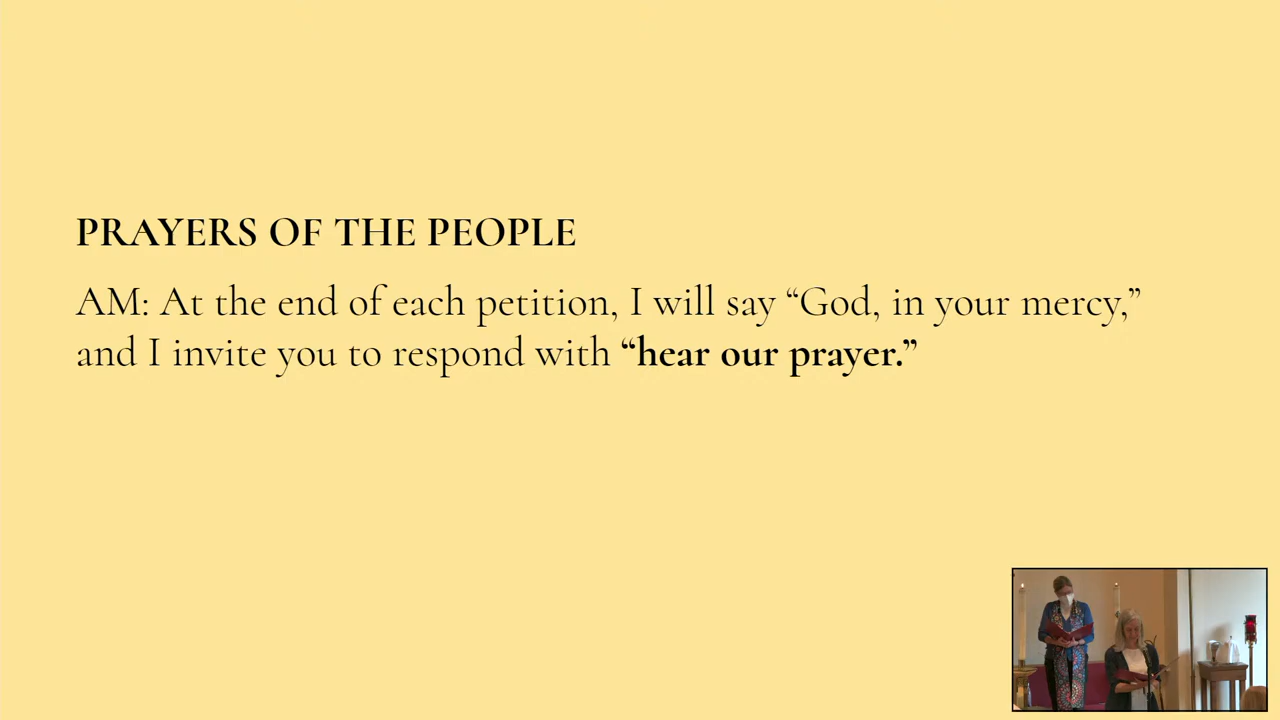 PRAYERS OF THE PEOPLE
AM: At the end of each petition, I will say “God, in your mercy,”
and I invite you to respond with “hear our prayer.”